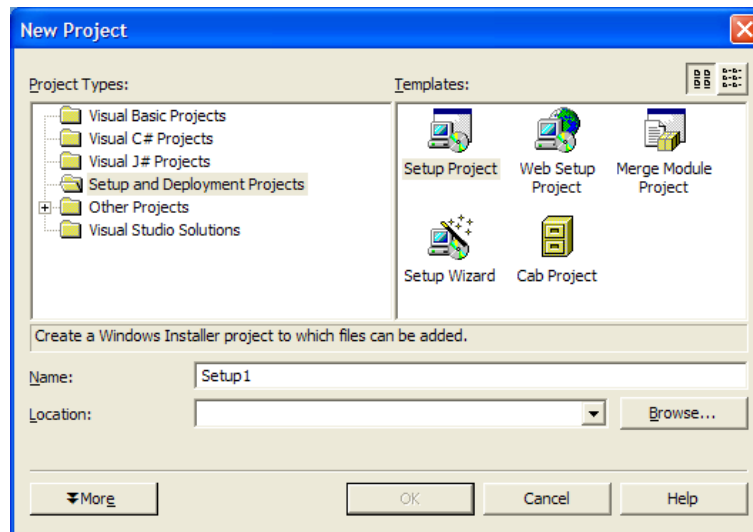 New Project
Project Types:
Templates:
Visual Basic Projects
Visual C# Projects
Visual J# Projects
Setup and Deployment Projects
Other Projects
Visual Studio Solutions
Setup Project
Web Setup
Project
Merge Module
Project
Setup Wizard
Cab Project
Create a Windows Installer project to which files can be added.
Name:
Setup1
Location:
Browse...
More
OK
Cancel
Help